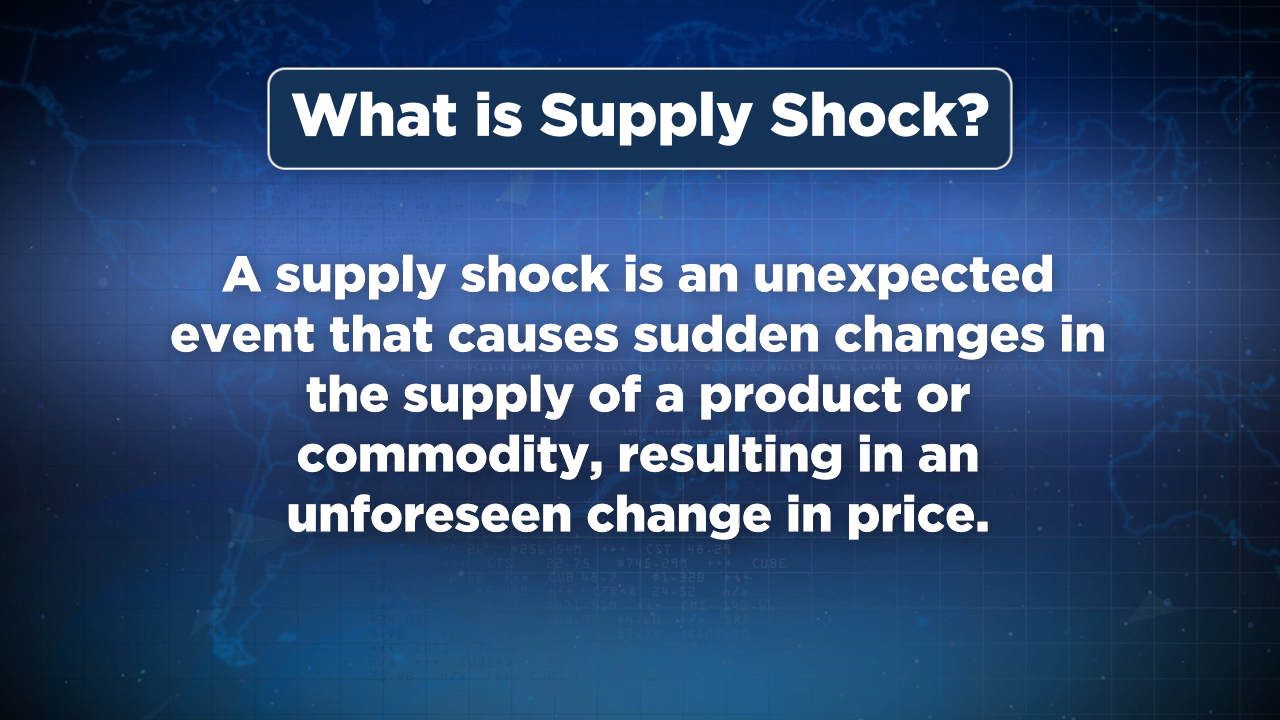 What is Supply Shock?
A supply shock is an unexpected
event that causes sudden changes in
the supply of a product or
commodity, resulting in an
unforeseen change in price.